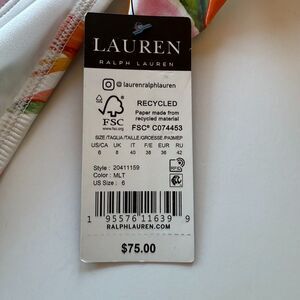 LAUREN
RALPH LAUREN
@laurenralphlauren
FSC
www.fsc.org
RECYCLED
Paper made from
recycled material
FSC® C074453
SIZE/TAGLIA/TAILLE/GROESSE/РАЗМЕР
US/CA UK IT F/E EUR RU
6 8 40 38 36 42
Style : 20411159
Color : MLT
US Size : 6
1 95576 11639 9
RALPHLAUREN.COM
$75.00